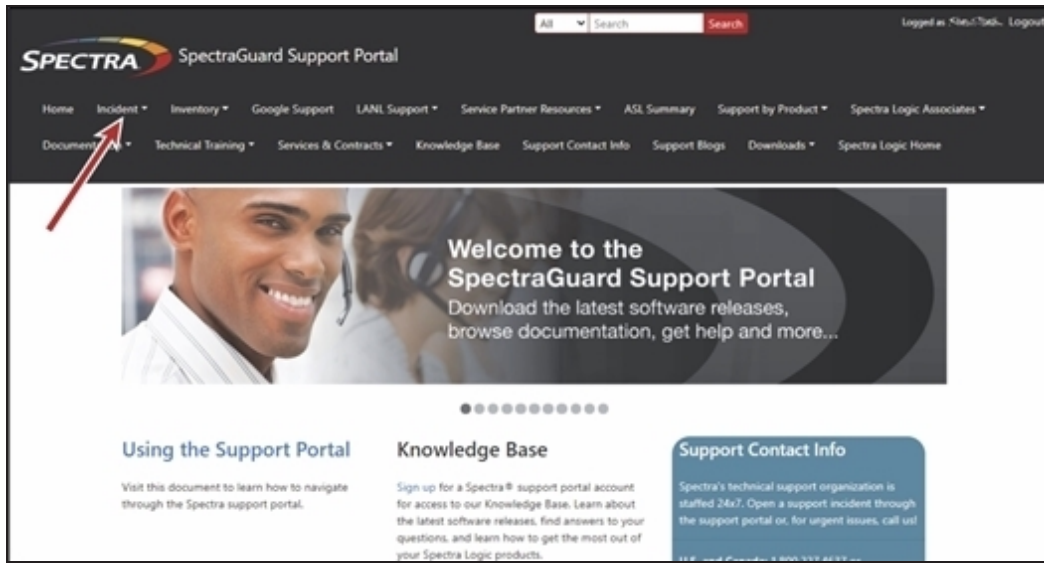 All Search Search Logged as Logout
SPECTRA SpectraGuard Support Portal
Home Incident Inventory Google Support LANL Support Service Partner Resources ASL Summary Support by Product Spectra Logic Associates
Technical Training Services & Contracts Knowledge Base Support Contact Info Support Blogs Downloads Spectra Logic Home
Welcome to the
SpectraGuard Support Portal
Download the latest software releases,
browse documentation, get help and more...
Using the Support Portal
Visit this document to learn how to navigate
through the Spectra support portal.
Knowledge Base
Sign up for a Spectra® support portal account
for access to our Knowledge Base. Learn about
the latest software releases, find answers to your
questions, and learn how to get the most out of
your Spectra Logic products.
Support Contact Info
Spectra's technical support organization is
staffed 24x7. Open a support incident through
the support portal or, for urgent issues, call us!